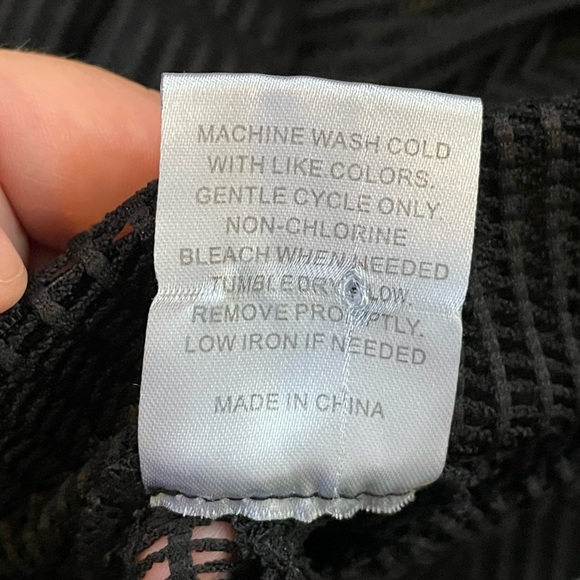 MACHINE WASH COLD
WITH LIKE COLORS.
GENTLE CYCLE ONLY.
NON-CHLORINE
BLEACH WHEN NEEDED
TUMBLE DRY LOW.
REMOVE PROMPTLY.
LOW IRON IF NEEDED
MADE IN CHINA